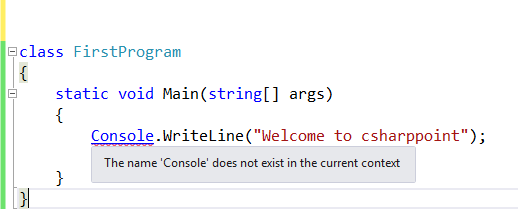 class FirstProgram
{
static void Main(string[] args)
{
Console.WriteLine("Welcome to csharppoint");
The name 'Console' does not exist in the current context
}
}